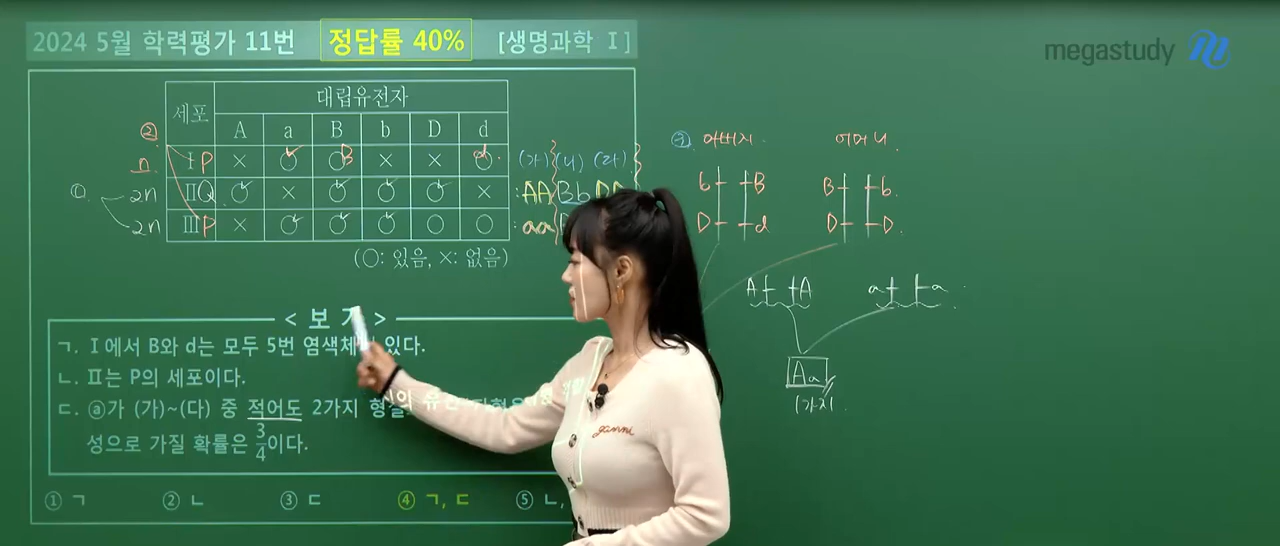 2024 5월 학력평가 11번 정답률 40% [생명과학 Ⅰ]
megastudy
세포 대립유전자
A a B b D d
② Ⅰ P × ○ ○ B × × ○ d
n (가) (나) (다)
① 2n Ⅱ Q ○ × ○ ○ ○ × : AA Bb DD
2n Ⅲ P × ○ ○ ○ ○ ○ : aa
(○: 있음, ×: 없음)
③ 아버지 어머니
b B B b
D d D D
A A a a
Aa
1가지
< 보 기 >
ㄱ. Ⅰ에서 B와 d는 모두 5번 염색체 있다.
ㄴ. Ⅱ는 P의 세포이다.
ㄷ. ⓐ가 (가)~(다) 중 적어도 2가지 형질
성으로 가질 확률은 3/4이다.
① ㄱ ② ㄴ ③ ㄷ ④ ㄱ, ㄷ ⑤ ㄴ,
ganni